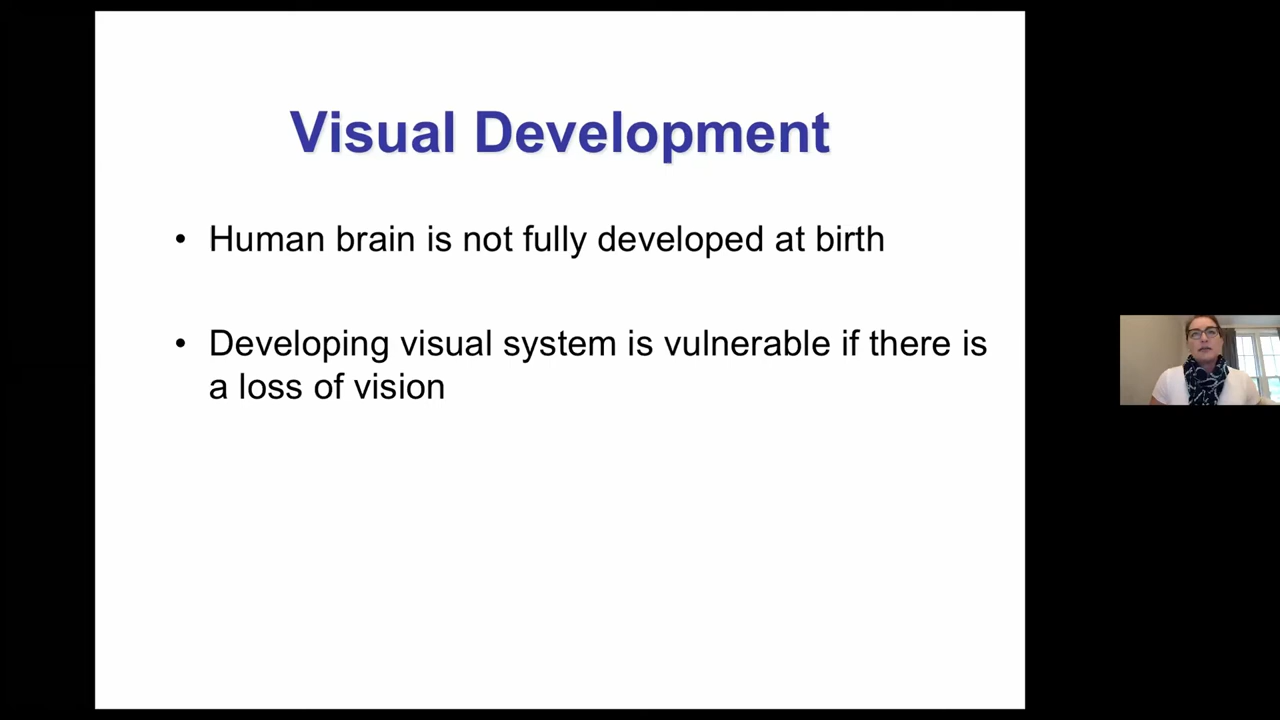 Visual Development
• Human brain is not fully developed at birth
• Developing visual system is vulnerable if there is
a loss of vision